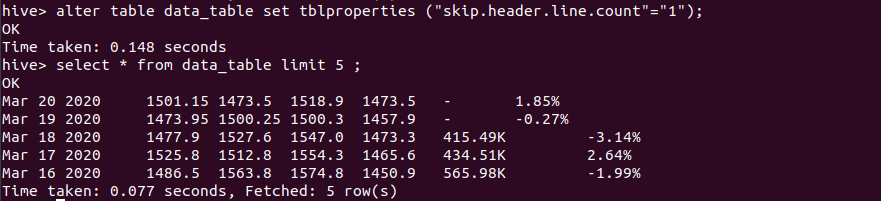 hive> alter table data_table set tblproperties ("skip.header.line.count"="1");
OK
Time taken: 0.148 seconds
hive> select * from data_table limit 5 ;
OK
Mar 20 2020 1501.15 1473.5 1518.9 1473.5 - 1.85%
Mar 19 2020 1473.95 1500.25 1500.3 1457.9 - -0.27%
Mar 18 2020 1477.9 1527.6 1547.0 1473.3 415.49K -3.14%
Mar 17 2020 1525.8 1512.8 1554.3 1465.6 434.51K 2.64%
Mar 16 2020 1486.5 1563.8 1574.8 1450.9 565.98K -1.99%
Time taken: 0.077 seconds, Fetched: 5 row(s)